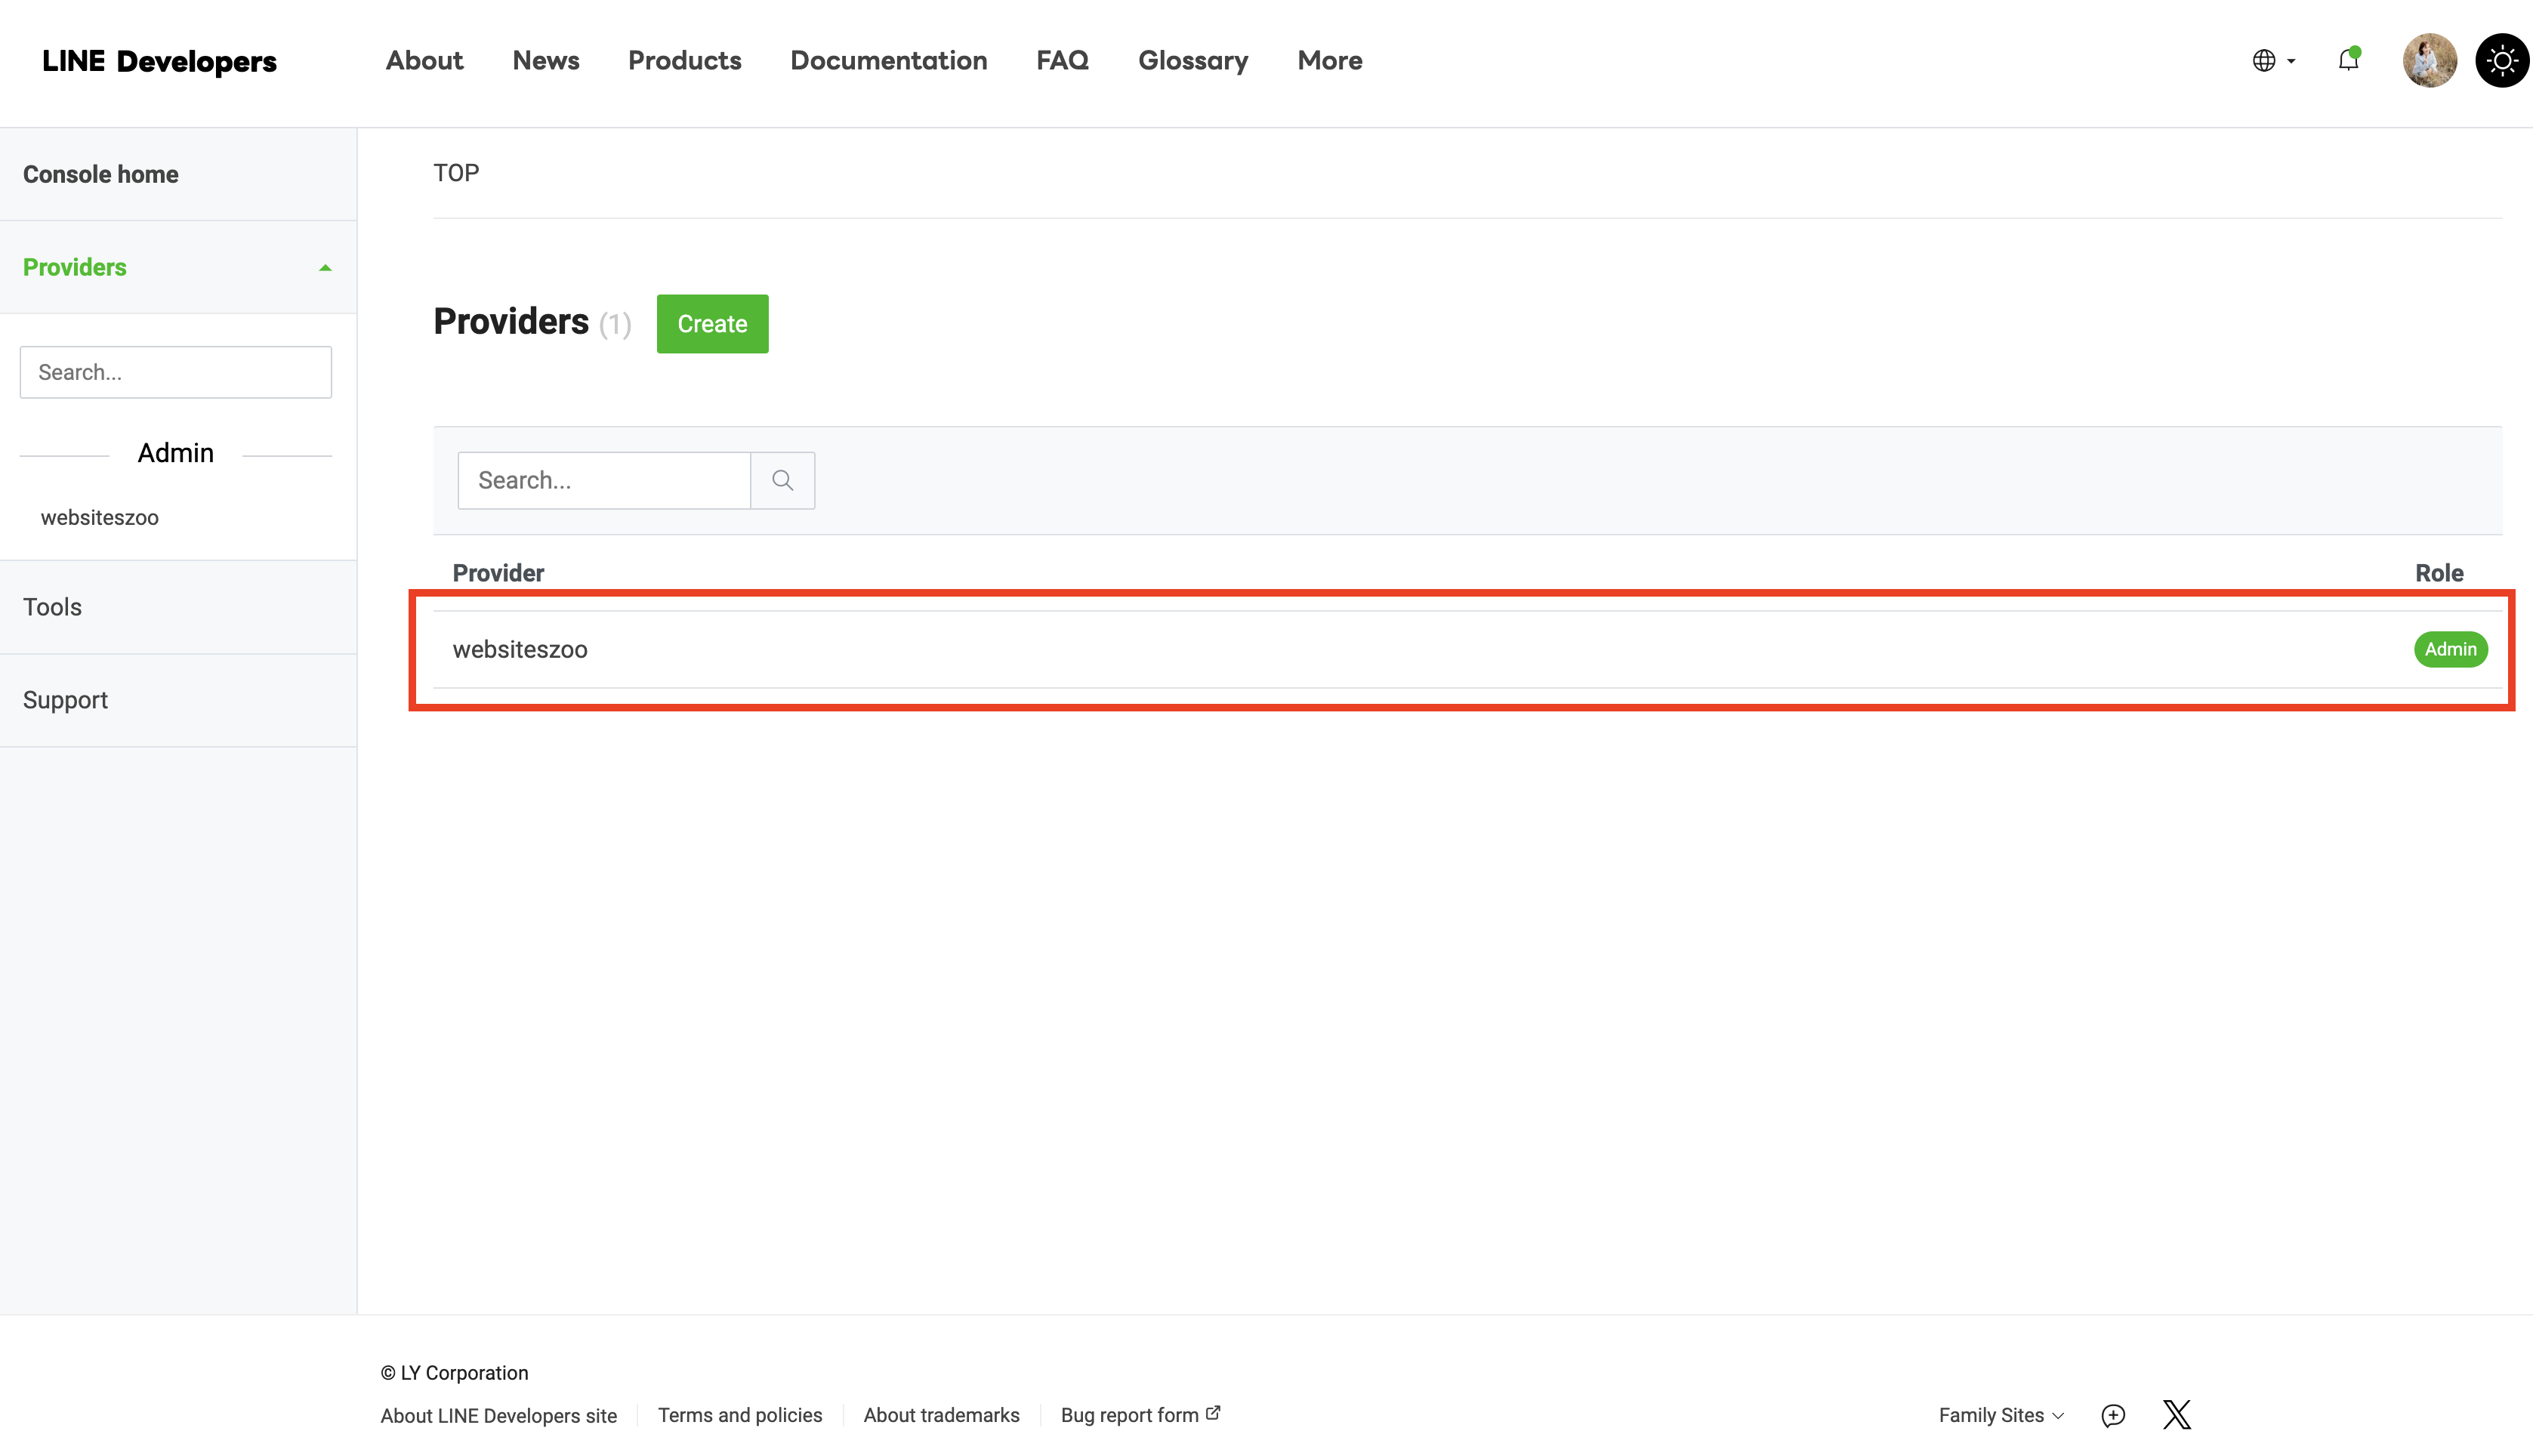 LINE Developers
About
News
Products
Documentation
FAQ
Glossary
More
Console home
Providers
Search...
Admin
websiteszoo
Tools
Support
TOP
Providers (1)
Create
Search...
Provider
Role
websiteszoo
Admin
© LY Corporation
About LINE Developers site
Terms and policies
About trademarks
Bug report form
Family Sites